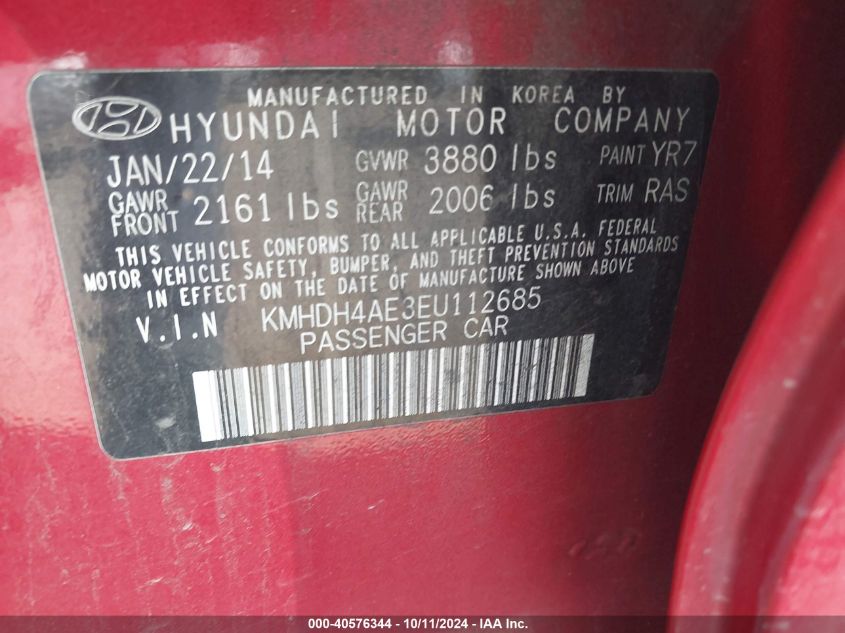 MANUFACTURED IN KOREA BY
HYUNDAI MOTOR COMPANY
JAN/22/14 GVWR 3880 lbs PAINT YR7
GAWR FRONT 2161 lbs GAWR REAR 2006 lbs TRIM RAS
THIS VEHICLE CONFORMS TO ALL APPLICABLE U.S.A. FEDERAL
MOTOR VEHICLE SAFETY, BUMPER, AND THEFT PREVENTION STANDARDS
IN EFFECT ON THE DATE OF MANUFACTURE SHOWN ABOVE
V.I.N KMHDH4AE3EU112685
PASSENGER CAR
000-40576344 - 10/11/2024 - IAA Inc.